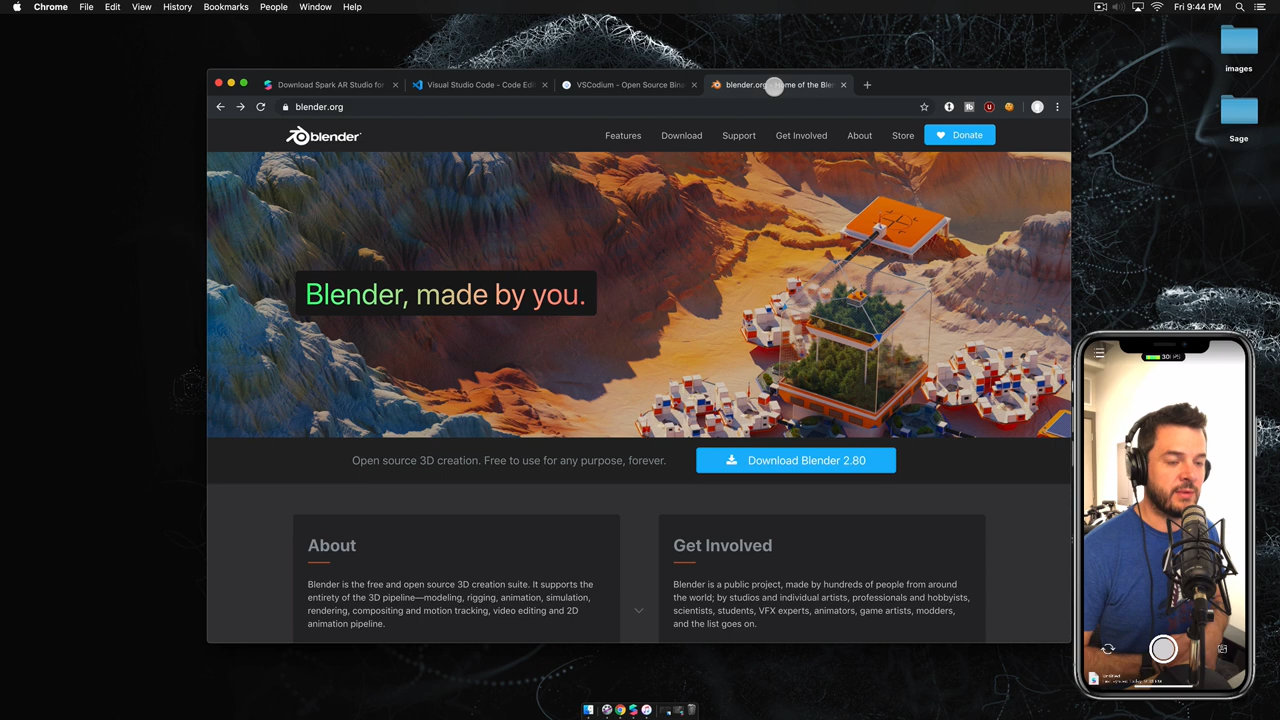 Chrome File Edit View History Bookmarks People Window Help
Fri 9:44 PM
images
Sage
Download Spark AR Studio for
Visual Studio Code - Code Edi
VSCodium - Open Source Bina
blender.org - Home of the Blen
blender.org
blender
Features Download Support Get Involved About Store Donate
Blender, made by you.
Open source 3D creation. Free to use for any purpose, forever.
Download Blender 2.80
About
Blender is the free and open source 3D creation suite. It supports the
entirety of the 3D pipeline—modeling, rigging, animation, simulation,
rendering, compositing and motion tracking, video editing and 2D
animation pipeline.
Get Involved
Blender is a public project, made by hundreds of people from around
the world; by studios and individual artists, professionals and hobbyists,
scientists, students, VFX experts, animators, game artists, modders,
and the list goes on.